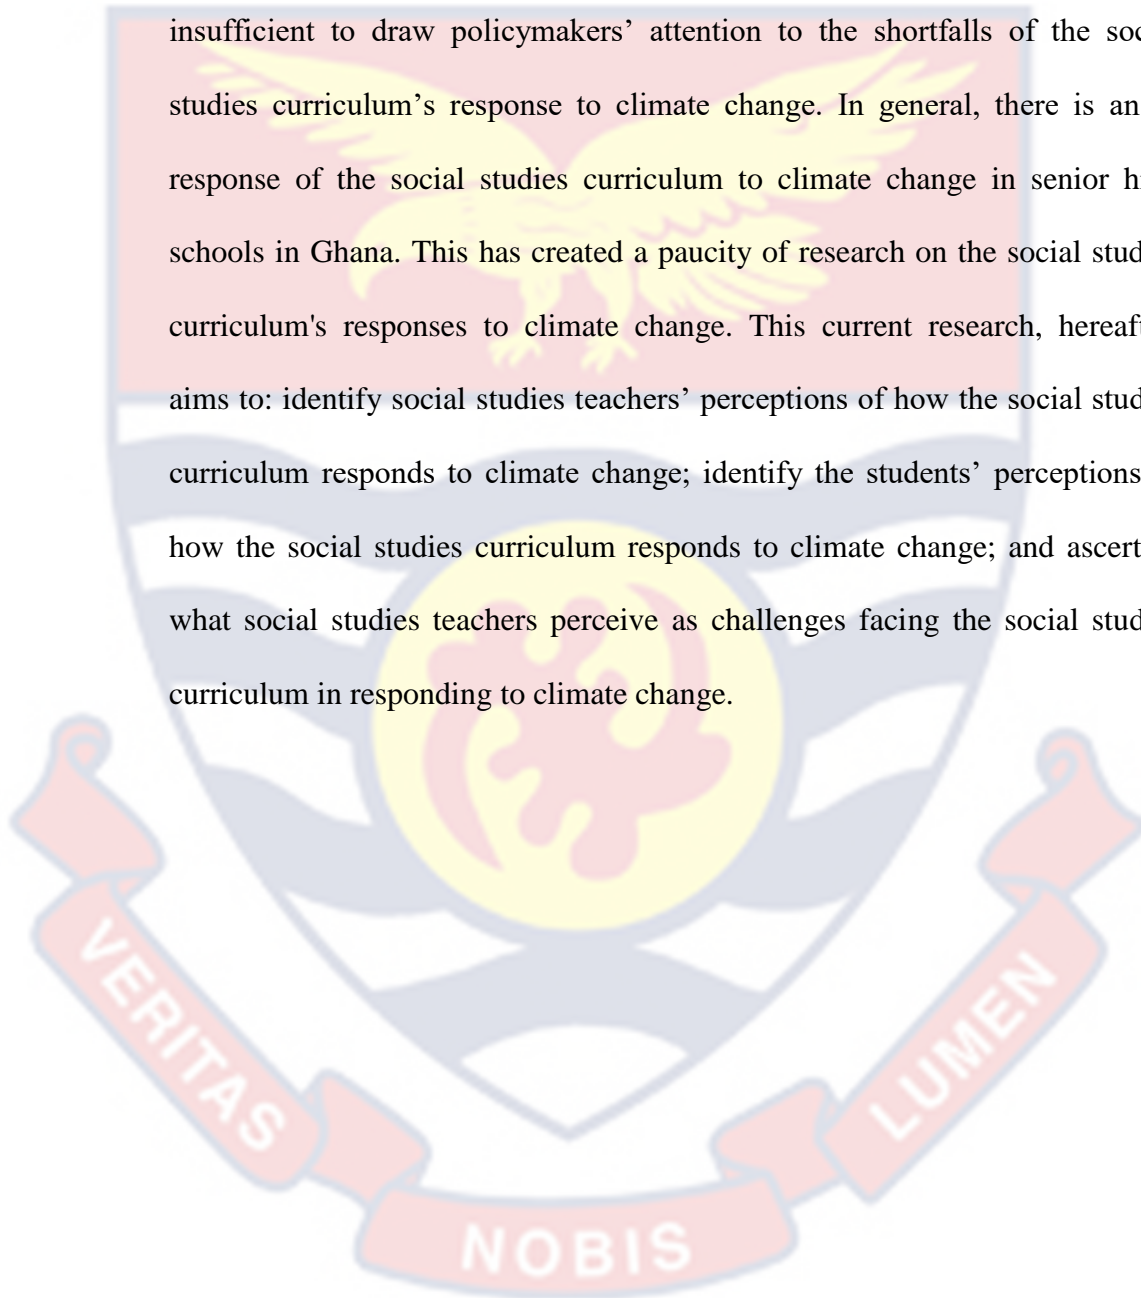 insufficient to draw policymakers’ attention to the shortfalls of the soc
studies curriculum’s response to climate change. In general, there is an
response of the social studies curriculum to climate change in senior h
schools in Ghana. This has created a paucity of research on the social stud
curriculum's responses to climate change. This current research, hereaft
aims to: identify social studies teachers’ perceptions of how the social stud
curriculum responds to climate change; identify the students’ perceptions
how the social studies curriculum responds to climate change; and ascert
what social studies teachers perceive as challenges facing the social stud
curriculum in responding to climate change.
VERITAS
NOBIS
LUMEN